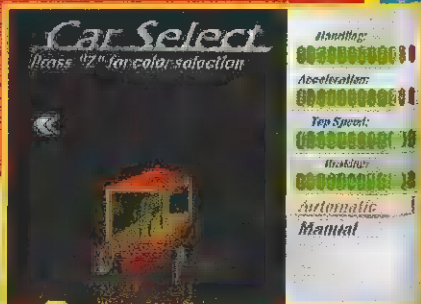 Car Select
Press "Z" for color selection
Handling:
Acceleration:
Top Speed:
Braking:
Automatic
Manual